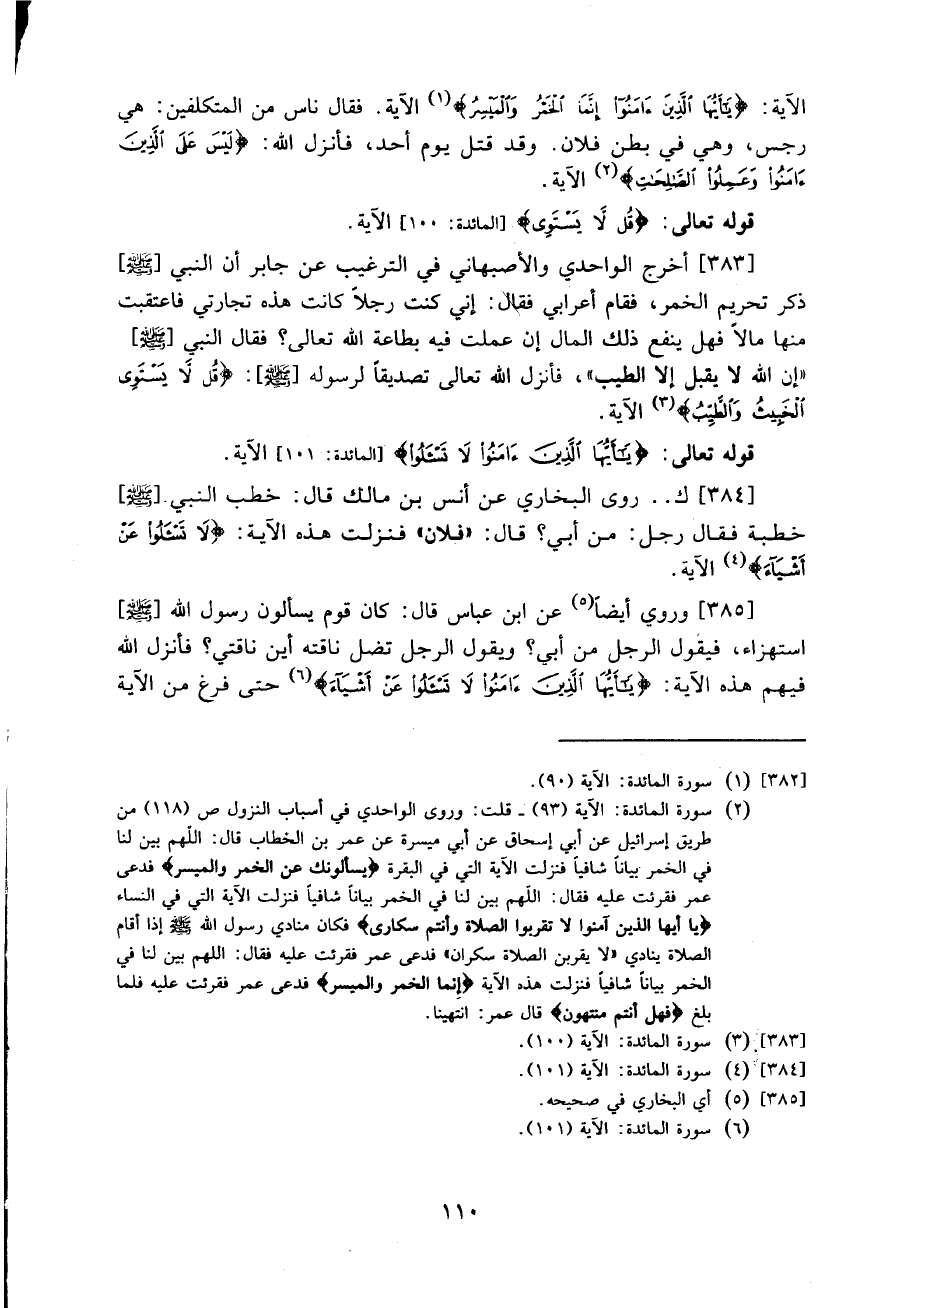 الآية: ﴿يَٰٓأَيُّهَا ٱلَّذِينَ ءَامَنُوٓا۟ إِنَّمَا ٱلْخَمْرُ وَٱلْمَيْسِرُ﴾(١) الآية. فقال ناس من المتكلفين: هي
رجس، وهي في بطن فلان. وقد قتل يوم أحد، فأنزل الله: ﴿لَيْسَ عَلَى ٱلَّذِينَ
ءَامَنُوا۟ وَعَمِلُوا۟ ٱلصَّٰلِحَٰتِ﴾(٢) الآية.
قوله تعالى: ﴿قُل لَّا يَسْتَوِى﴾ [المائدة: ١٠٠] الآية.
[٣٨٣] أخرج الواحدي والأصبهاني في الترغيب عن جابر أن النبي [ﷺ]
ذكر تحريم الخمر، فقام أعرابي فقال: إني كنت رجلاً كانت هذه تجارتي فاعتقبت
منها مالاً فهل ينفع ذلك المال إن عملت فيه بطاعة الله تعالى؟ فقال النبي [ﷺ]
«إن الله لا يقبل إلا الطيب»، فأنزل الله تعالى تصديقاً لرسوله [ﷺ]: ﴿قُل لَّا يَسْتَوِى
ٱلْخَبِيثُ وَٱلطَّيِّبُ﴾(٣) الآية.
قوله تعالى: ﴿يَٰٓأَيُّهَا ٱلَّذِينَ ءَامَنُوا۟ لَا تَسْـَٔلُوا۟﴾ [المائدة: ١٠١] الآية.
[٣٨٤] ك.. روى البخاري عن أنس بن مالك قال: خطب النبي [ﷺ]
خطبة فقال رجل: من أبي؟ قال: «فلان» فنزلت هذه الآية: ﴿لَا تَسْـَٔلُوا۟ عَنْ
أَشْيَآءَ﴾(٤) الآية.
[٣٨٥] وروي أيضاً(٥) عن ابن عباس قال: كان قوم يسألون رسول الله [ﷺ]
استهزاء، فيقول الرجل من أبي؟ ويقول الرجل تضل ناقته أين ناقتي؟ فأنزل الله
فيهم هذه الآية: ﴿يَٰٓأَيُّهَا ٱلَّذِينَ ءَامَنُوا۟ لَا تَسْـَٔلُوا۟ عَنْ أَشْيَآءَ﴾(٦) حتى فرغ من الآية
[٣٨٢] (١) سورة المائدة: الآية (٩٠).
(٢) سورة المائدة: الآية (٩٣) ـ قلت: وروى الواحدي في أسباب النزول ص (١١٨) من
طريق إسرائيل عن أبي إسحاق عن أبي ميسرة عن عمر بن الخطاب قال: اللّهم بين لنا
في الخمر بياناً شافياً فنزلت الآية التي في البقرة ﴿يسألونك عن الخمر والميسر﴾ فدعى
عمر فقرئت عليه فقال: اللّهم بين لنا في الخمر بياناً شافياً فنزلت الآية التي في النساء
﴿يا أيها الذين آمنوا لا تقربوا الصلاة وأنتم سكارى﴾ فكان منادي رسول الله ﷺ إذا أقام
الصلاة ينادي «لا يقربن الصلاة سكران» فدعى عمر فقرئت عليه فقال: اللهم بين لنا في
الخمر بياناً شافياً فنزلت هذه الآية ﴿إنما الخمر والميسر﴾ فدعى عمر فقرئت عليه فلما
بلغ ﴿فهل أنتم منتهون﴾ قال عمر: انتهينا.
[٣٨٣] (٣) سورة المائدة: الآية (١٠٠).
[٣٨٤] (٤) سورة المائدة: الآية (١٠١).
[٣٨٥] (٥) أي البخاري في صحيحه.
(٦) سورة المائدة: الآية (١٠١).
١١٠